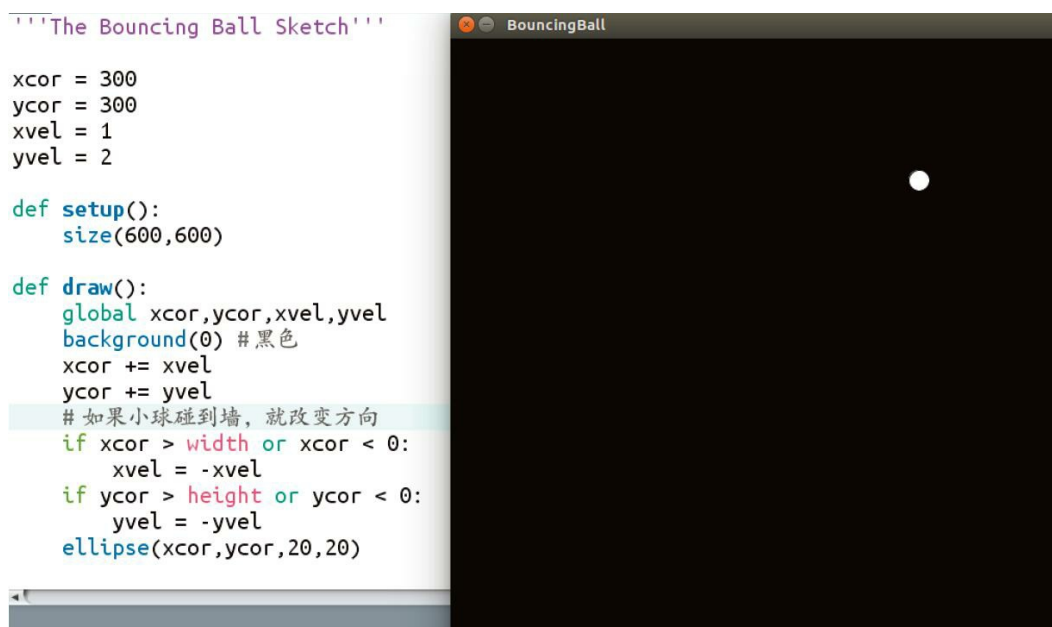 '''The Bouncing Ball Sketch'''
xcor = 300
ycor = 300
xvel = 1
yvel = 2
def setup():
    size(600,600)
def draw():
    global xcor,ycor,xvel,yvel
    background(0) #黑色
    xcor += xvel
    ycor += yvel
    # 如果小球碰到墙，就改变方向
    if xcor > width or xcor < 0:
        xvel = -xvel
    if ycor > height or ycor < 0:
        yvel = -yvel
    ellipse(xcor,ycor,20,20)
BouncingBall